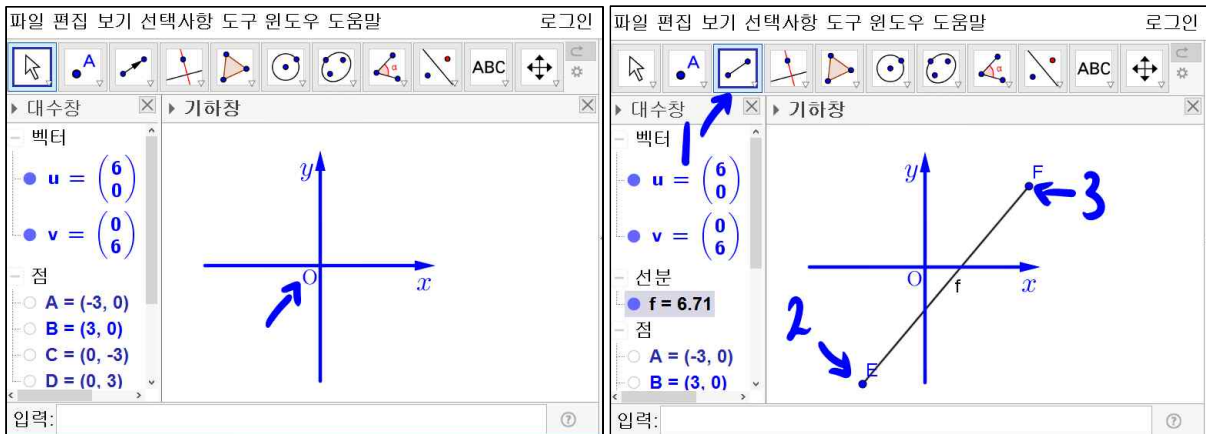 파일 편집 보기 선택사항 도구 윈도우 도움말 로그인
A α ABC
대수창
기하창
벡터
u = (6 0)
v = (0 6)
점
A = (-3, 0)
B = (3, 0)
C = (0, -3)
D = (0, 3)
y
O
x
입력:
파일 편집 보기 선택사항 도구 윈도우 도움말 로그인
A α ABC
1
대수창
기하창
벡터
u = (6 0)
v = (0 6)
선분
f = 6.71
점
A = (-3, 0)
B = (3, 0)
y
F
3
O
f
x
2
E
입력: